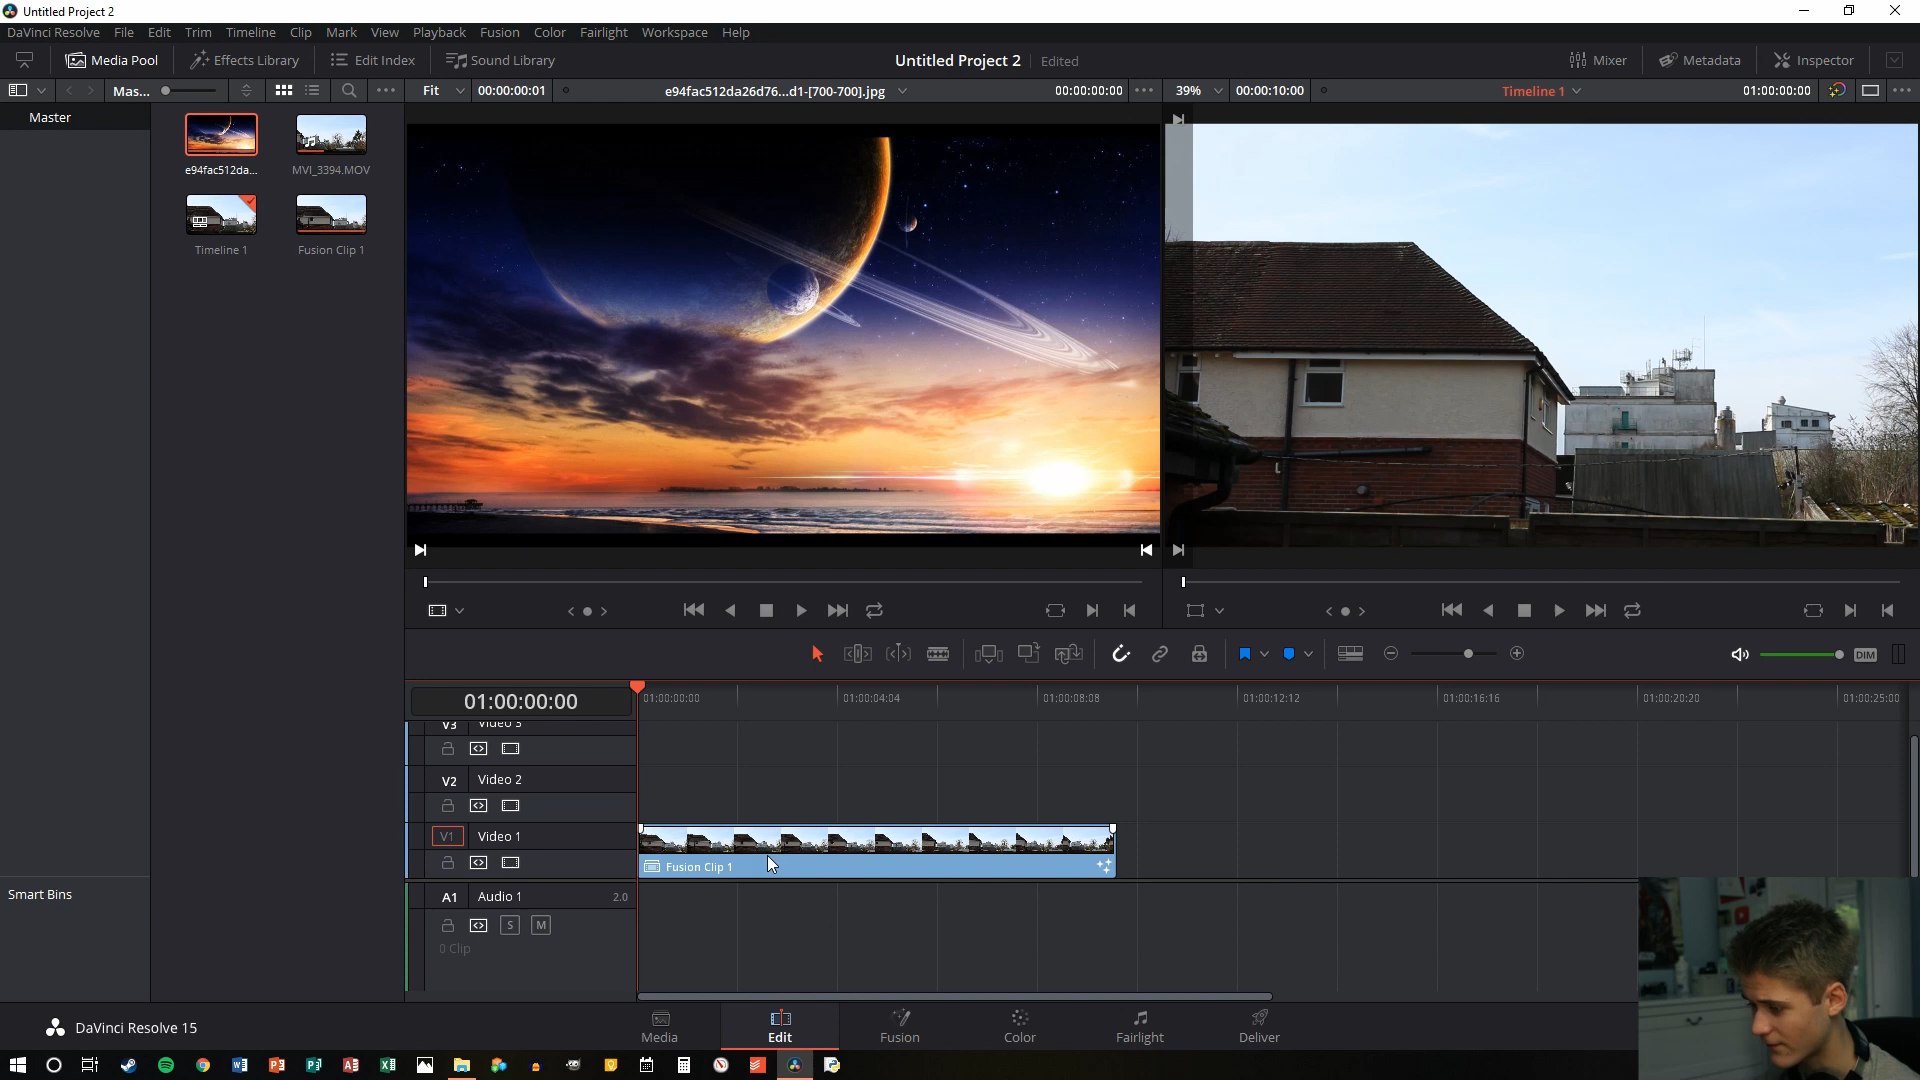 Untitled Project 2
DaVinci Resolve File Edit Trim Timeline Clip Mark View Playback Fusion Color Fairlight Workspace Help
Media Pool Effects Library Edit Index Sound Library Untitled Project 2 Edited Mixer Metadata Inspector
Mas... Fit 00:00:00:01 e94fac512da26d76...d1-[700-700].jpg 00:00:00:00 39% 00:00:10:00 Timeline 1 01:00:00:00
Master
e94fac512da... MVI_3394.MOV
Timeline 1 Fusion Clip 1
DIM
01:00:00:00 01:00:00:00 01:00:04:04 01:00:08:08 01:00:12:12 01:00:16:16 01:00:20:20 01:00:25:00
V3 Video 3
V2 Video 2
V1 Video 1
Fusion Clip 1
Smart Bins
A1 Audio 1 2.0
S M
0 Clip
DaVinci Resolve 15 Media Edit Fusion Color Fairlight Deliver